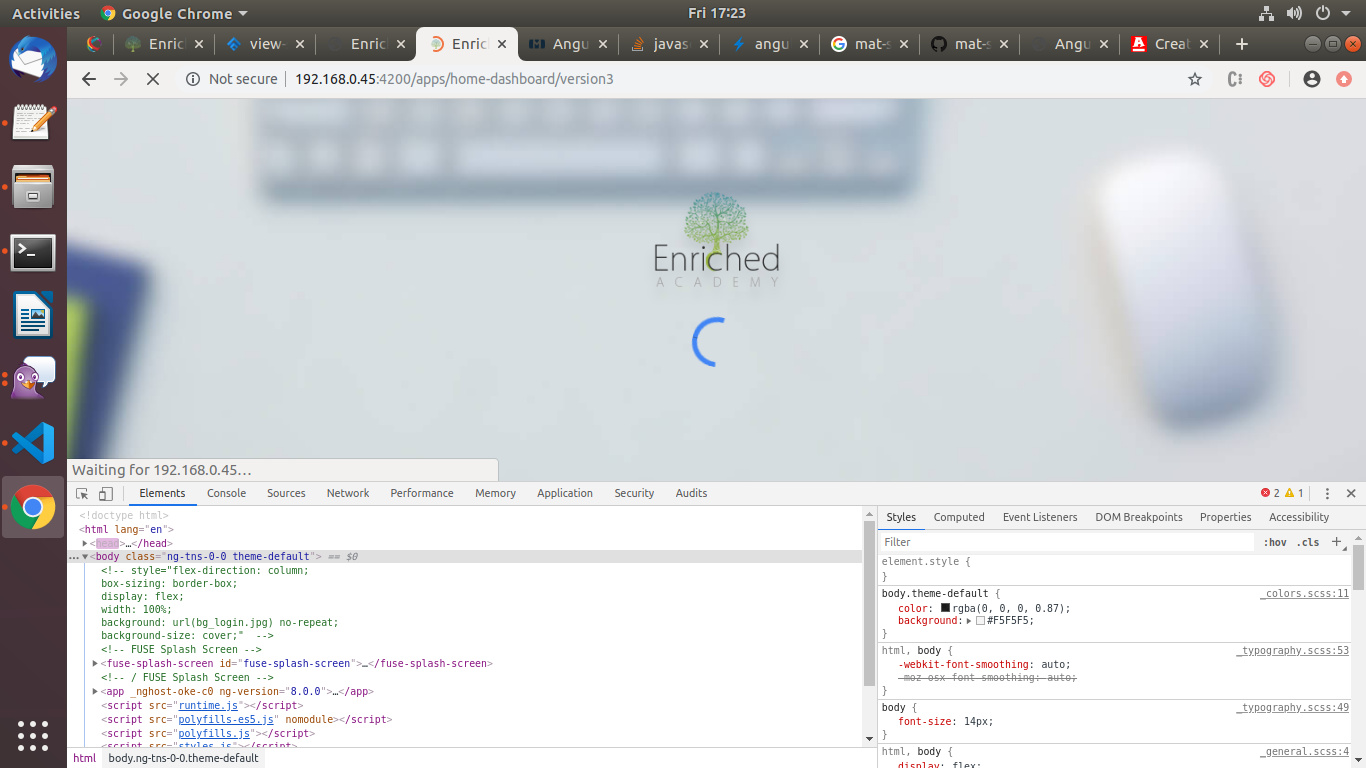 Activities
Google Chrome
Fri 17:23
Enric
view-
Enric
Enric
Angu
javas
angu
mat-s
mat-s
Angu
Creat
Not secure
192.168.0.45:4200/apps/home-dashboard/version3
Enriched
ACADEMY
Waiting for 192.168.0.45…
Elements
Console
Sources
Network
Performance
Memory
Application
Security
Audits
2
1
<!doctype html>
<html lang="en">
<head>…</head>
<body class="ng-tns-0-0 theme-default"> == $0
<!-- style="flex-direction: column;
box-sizing: border-box;
display: flex;
width: 100%;
background: url(bg_login.jpg) no-repeat;
background-size: cover;"  -->
<!-- FUSE Splash Screen -->
<fuse-splash-screen id="fuse-splash-screen">…</fuse-splash-screen>
<!-- / FUSE Splash Screen -->
<app _nghost-oke-c0 ng-version="8.0.0">…</app>
<script src="runtime.js"></script>
<script src="polyfills-es5.js" nomodule></script>
<script src="polyfills.js"></script>
<script src="styles.js"></script>
html
body.ng-tns-0-0.theme-default
Styles
Computed
Event Listeners
DOM Breakpoints
Properties
Accessibility
Filter
:hov
.cls
+
element.style {
}
body.theme-default {
_colors.scss:11
color: rgba(0, 0, 0, 0.87);
background: #F5F5F5;
}
html, body {
_typography.scss:53
-webkit-font-smoothing: auto;
-moz-osx-font-smoothing: auto;
}
body {
_typography.scss:49
font-size: 14px;
}
html, body {
_general.scss:4
display: flex;